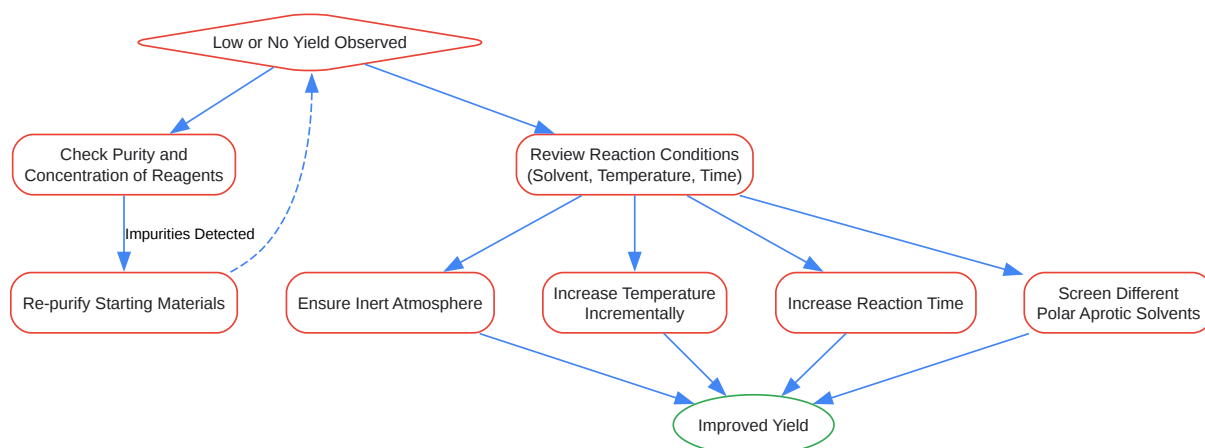 Low or No Yield Observed
Check Purity and
Concentration of Reagents
Review Reaction Conditions
(Solvent, Temperature, Time)
Impurities Detected
Re-purify Starting Materials
Ensure Inert Atmosphere
Increase Temperature
Incrementally
Increase Reaction Time
Screen Different
Polar Aprotic Solvents
Improved Yield